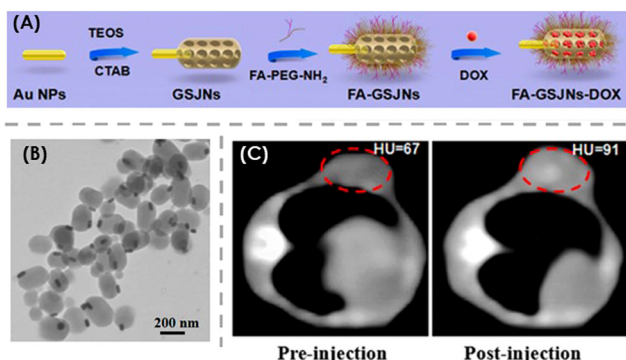 (A)
TEOS
CTAB
FA-PEG-NH₂
DOX
Au NPs
GSJNs
FA-GSJNs
FA-GSJNs-DOX
(B)
200 nm
(C)
HU=67
HU=91
Pre-injection
Post-injection